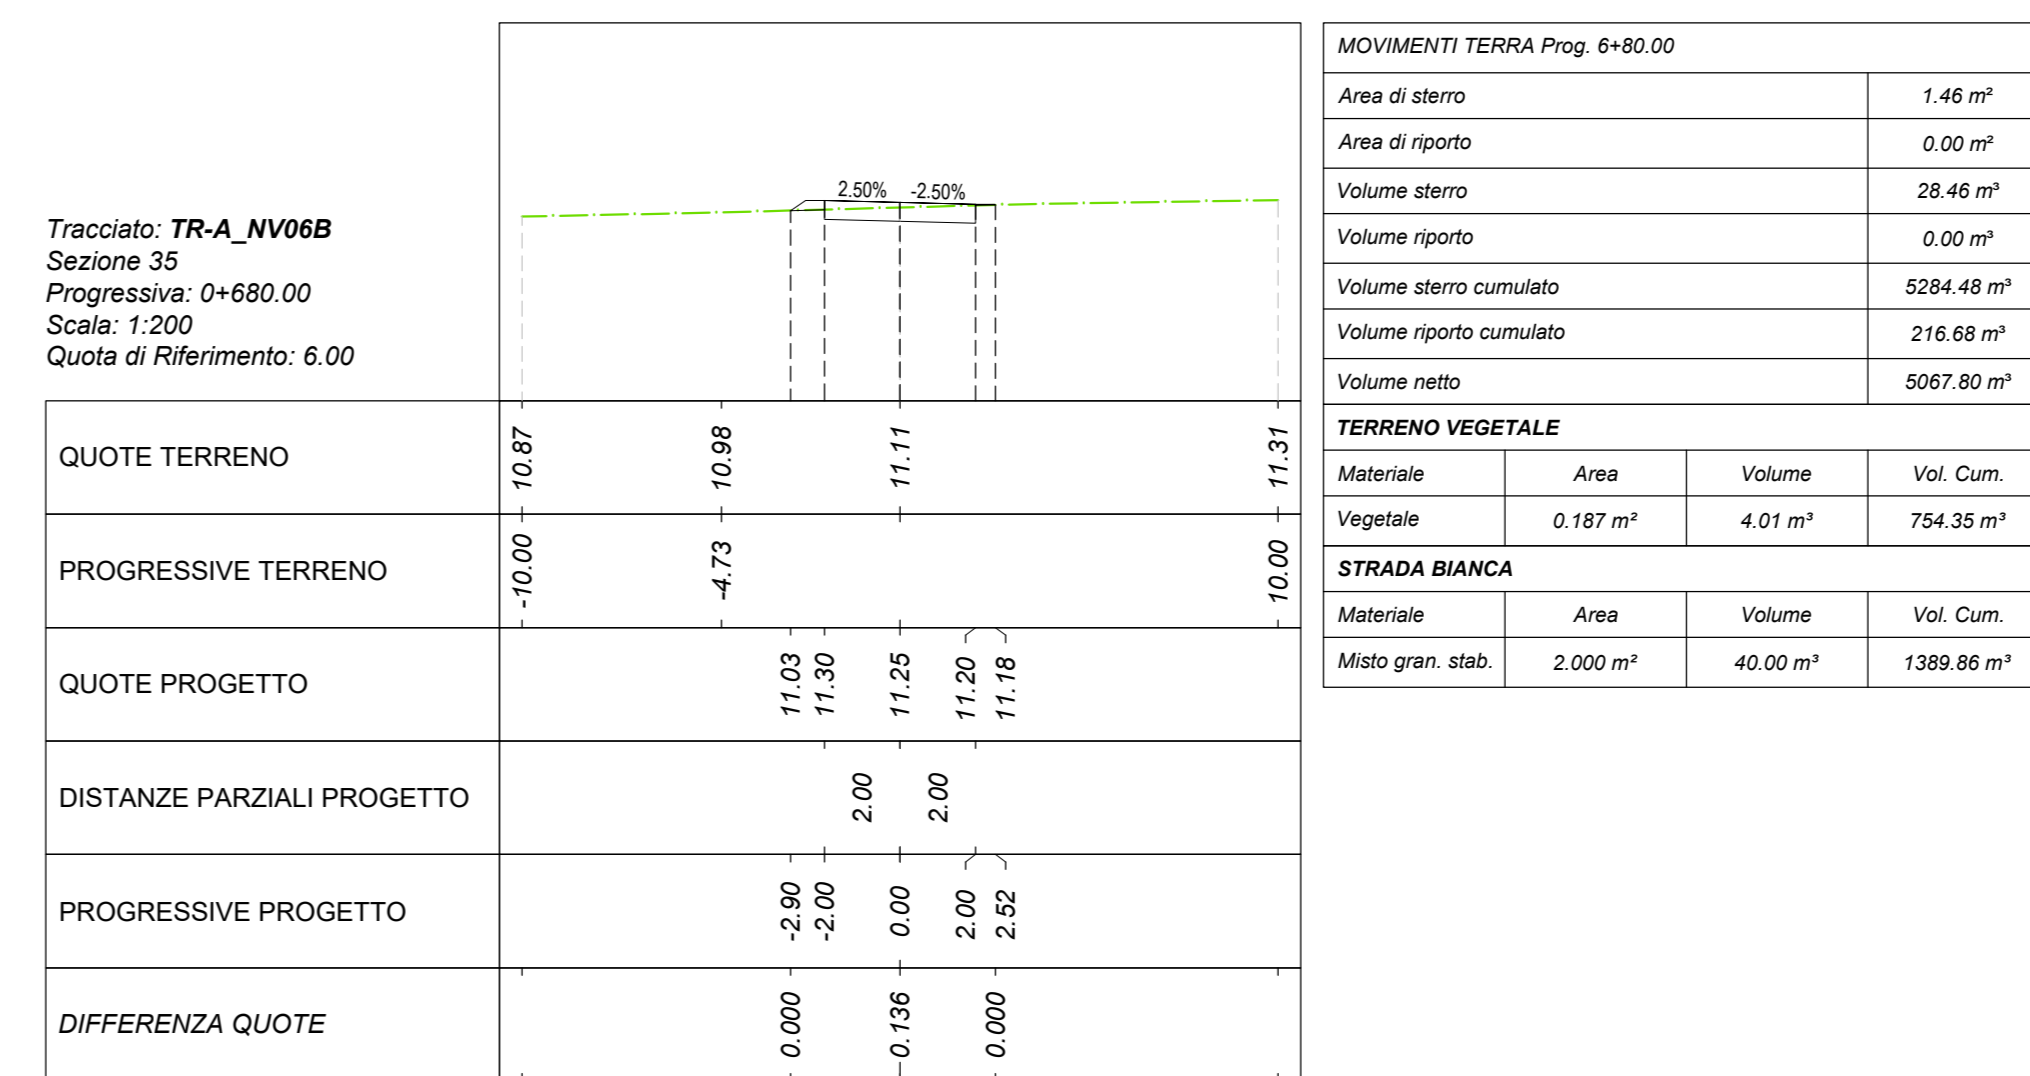 Tracciato: TR-A_NV06B
Sezione 35
Progressiva: 0+680.00
Scala: 1:200
Quota di Riferimento: 6.00
2.50% -2.50%
QUOTE TERRENO 10.87 10.98 11.11 11.31
PROGRESSIVE TERRENO -10.00 -4.73 10.00
QUOTE PROGETTO 11.03 11.30 11.25 11.20 11.18
DISTANZE PARZIALI PROGETTO 2.00 2.00
PROGRESSIVE PROGETTO -2.90 -2.00 0.00 2.00 2.52
DIFFERENZA QUOTE 0.000 0.136 0.000
MOVIMENTI TERRA Prog. 6+80.00
Area di sterro 1.46 m²
Area di riporto 0.00 m²
Volume sterro 28.46 m³
Volume riporto 0.00 m³
Volume sterro cumulato 5284.48 m³
Volume riporto cumulato 216.68 m³
Volume netto 5067.80 m³
TERRENO VEGETALE
Materiale Area Volume Vol. Cum.
Vegetale 0.187 m² 4.01 m³ 754.35 m³
STRADA BIANCA
Materiale Area Volume Vol. Cum.
Misto gran. stab. 2.000 m² 40.00 m³ 1389.86 m³